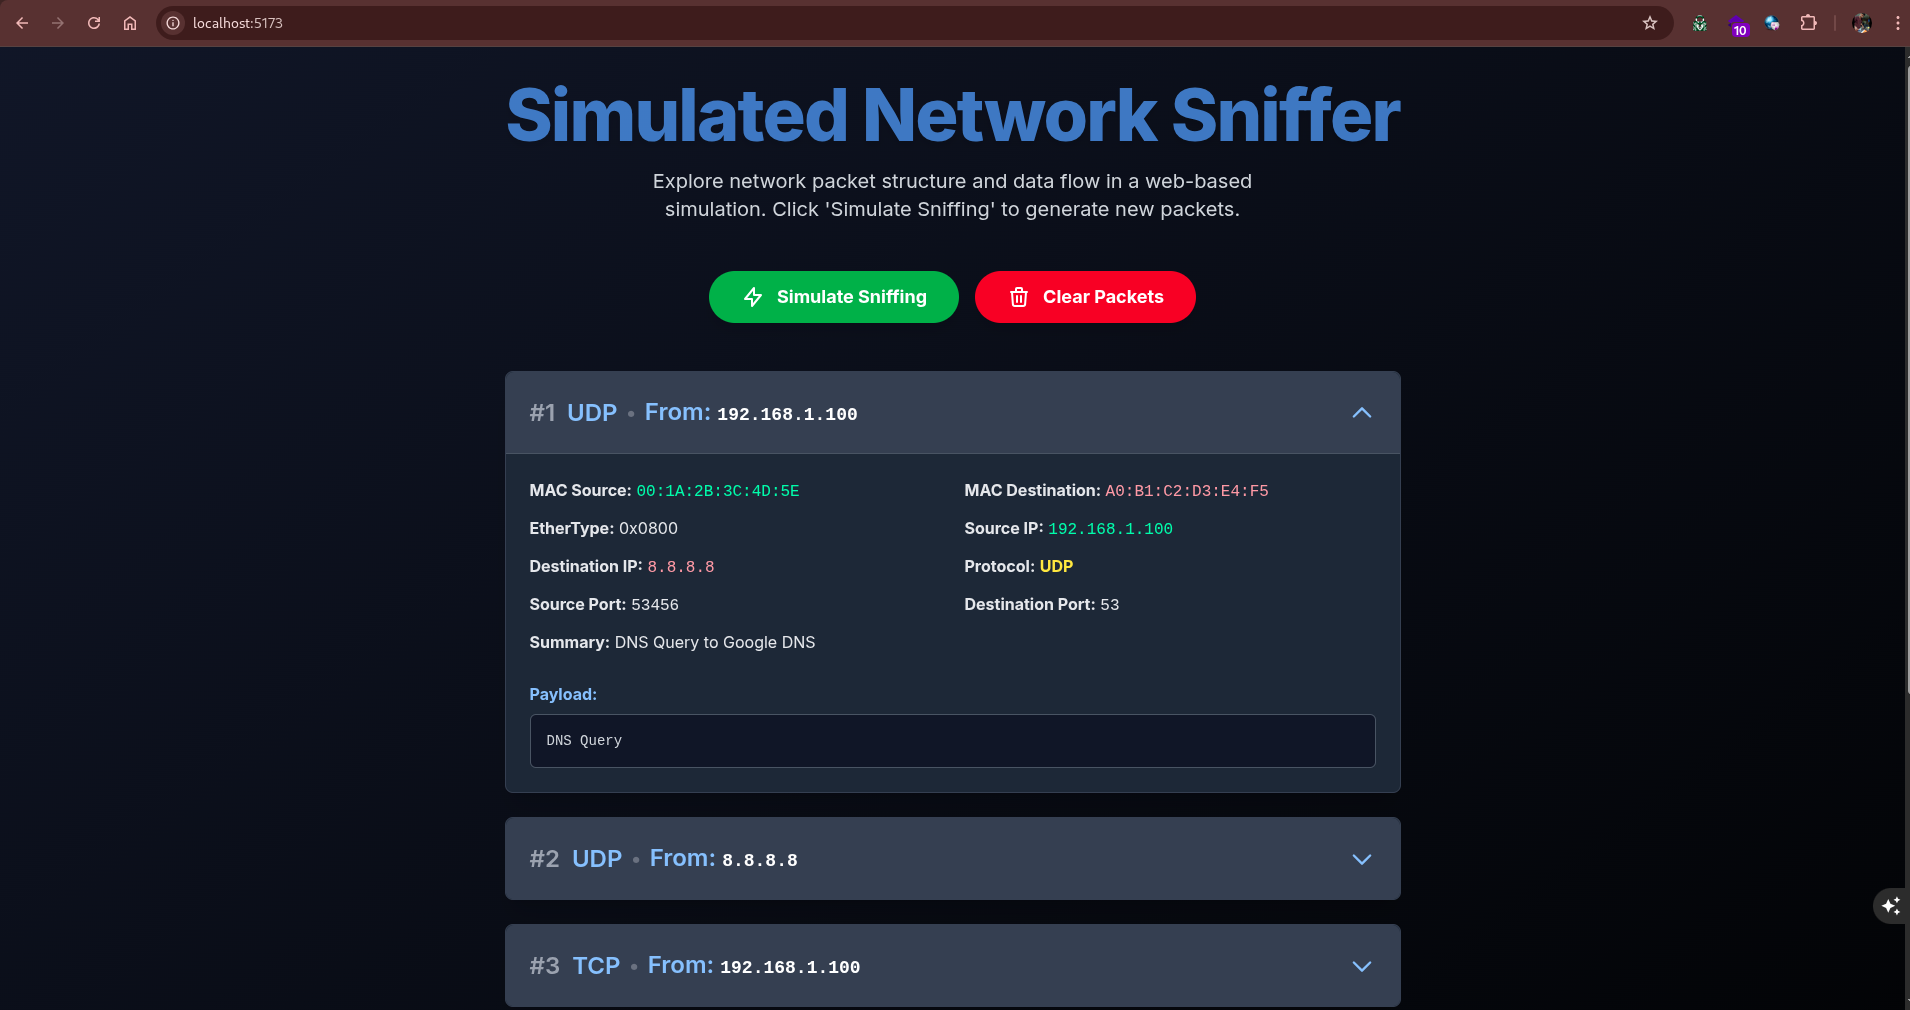 localhost:5173
10
Simulated Network Sniffer
Explore network packet structure and data flow in a web-based
simulation. Click 'Simulate Sniffing' to generate new packets.
Simulate Sniffing
Clear Packets
#1 UDP • From: 192.168.1.100
MAC Source: 00:1A:2B:3C:4D:5E
MAC Destination: A0:B1:C2:D3:E4:F5
EtherType: 0x0800
Source IP: 192.168.1.100
Destination IP: 8.8.8.8
Protocol: UDP
Source Port: 53456
Destination Port: 53
Summary: DNS Query to Google DNS
Payload:
DNS Query
#2 UDP • From: 8.8.8.8
#3 TCP • From: 192.168.1.100